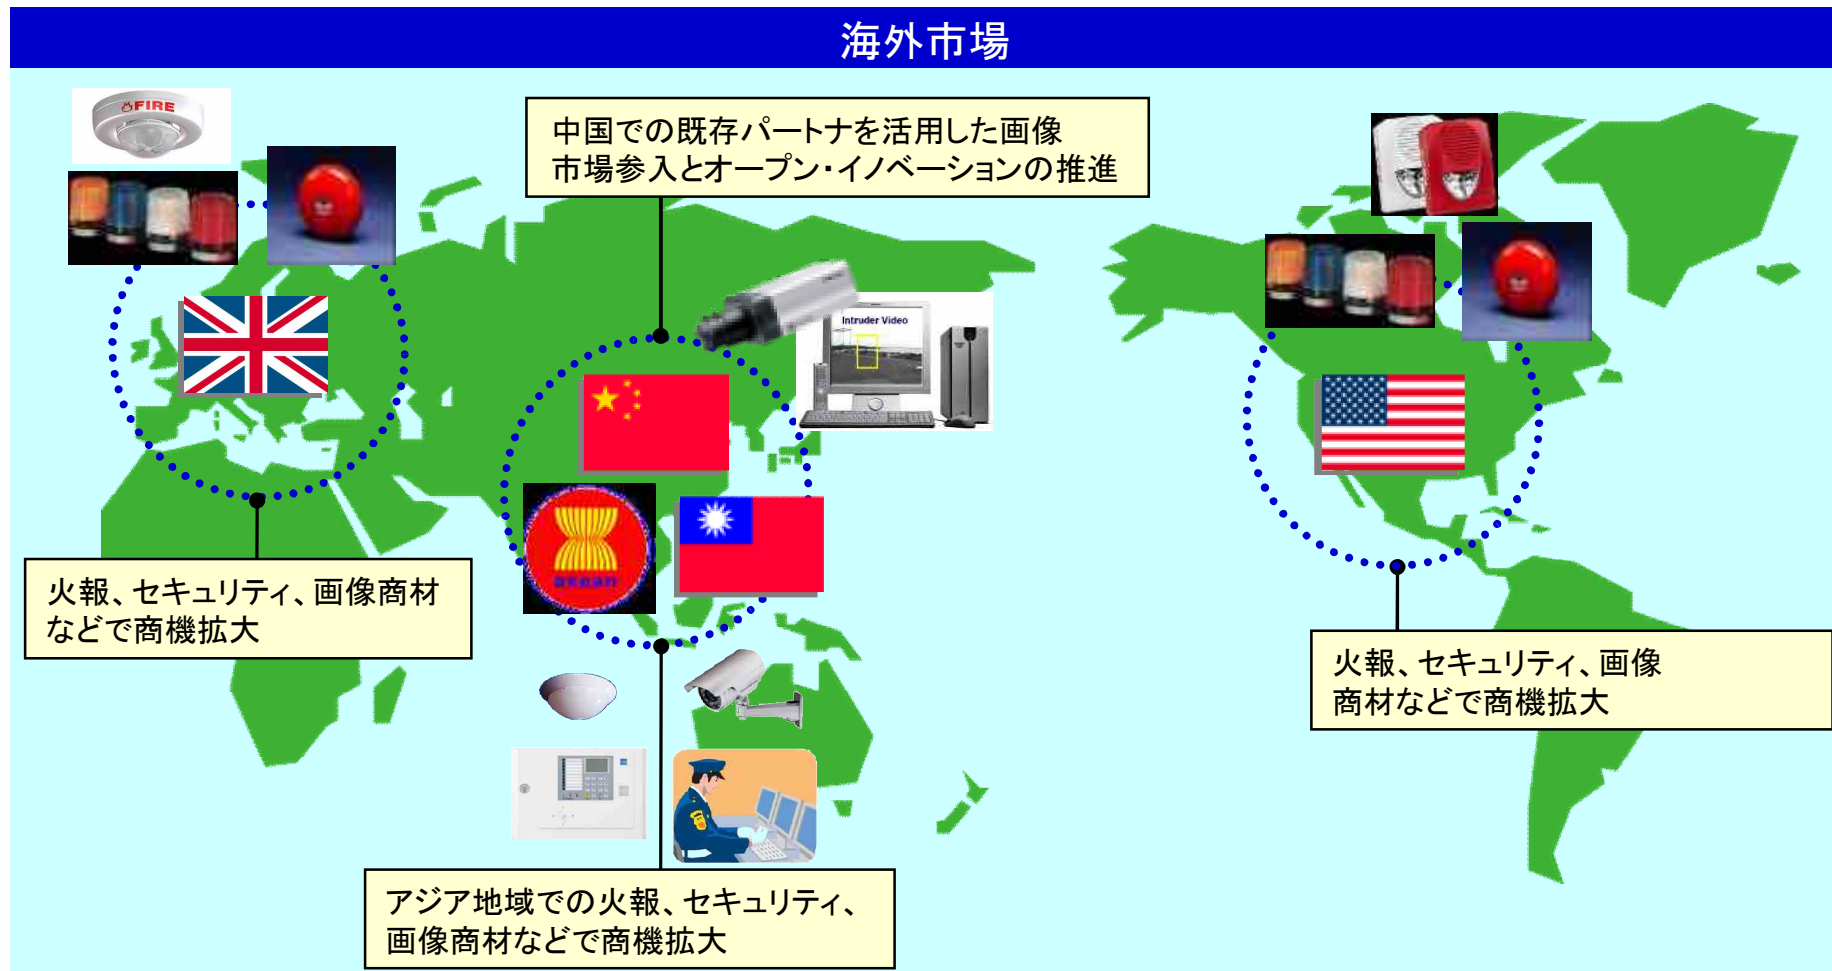 海外市場
FIRE
中国での既存パートナを活用した画像
市場参入とオープン・イノベーションの推進
Intruder Video
火報、セキュリティ、画像商材
などで商機拡大
火報、セキュリティ、画像
商材などで商機拡大
アジア地域での火報、セキュリティ、
画像商材などで商機拡大